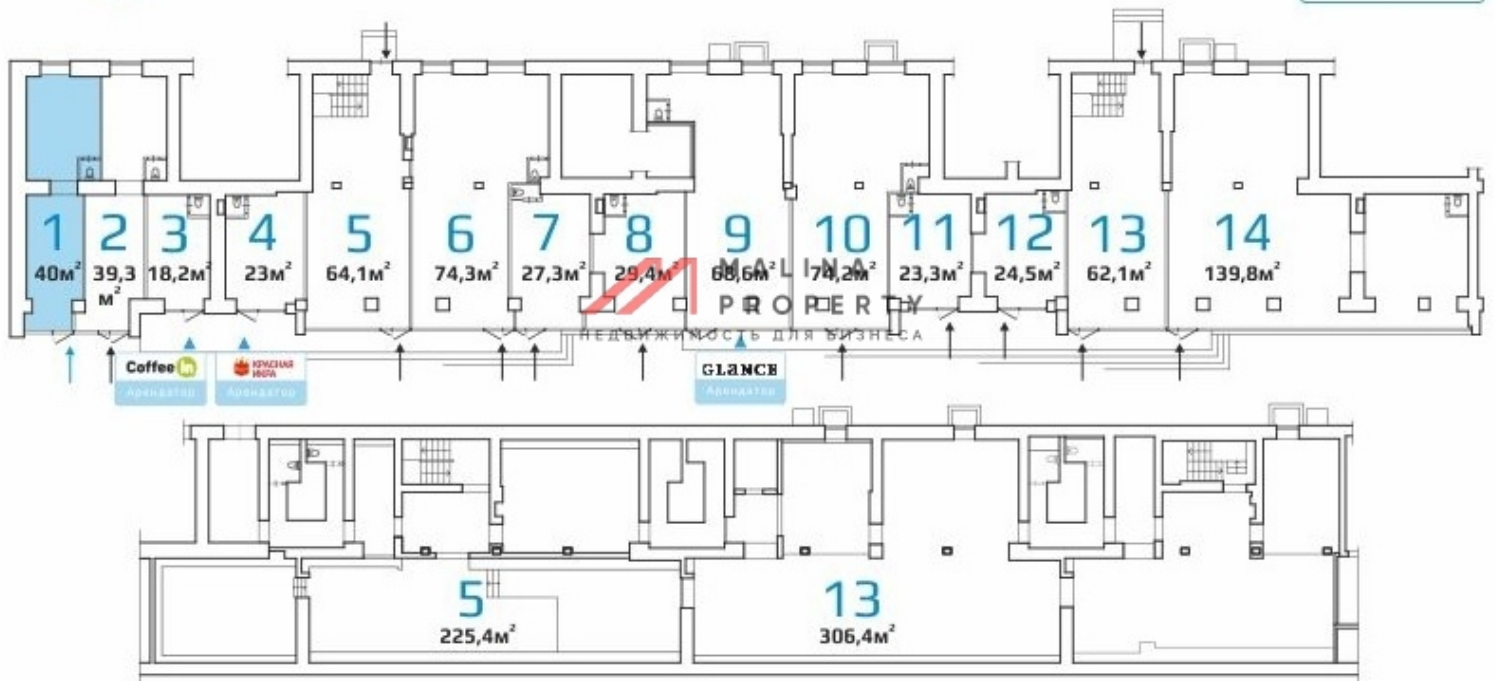 1 2 3 4 5 6 7 8 9 10 11 12 13 14
40м² 39,3 м² 18,2м² 23м² 64,1м² 74,3м² 27,3м² 29,4м² 68,6м² 74,2м² 23,3м² 24,5м² 62,1м² 139,8м²
MALINA
PROPERTY
НЕДВИЖИМОСТЬ ДЛЯ БИЗНЕСА
Coffee in
Арендатор
КРАСНАЯ
ИКРА
Арендатор
GLANCE
Арендатор
5
225,4м²
13
306,4м²